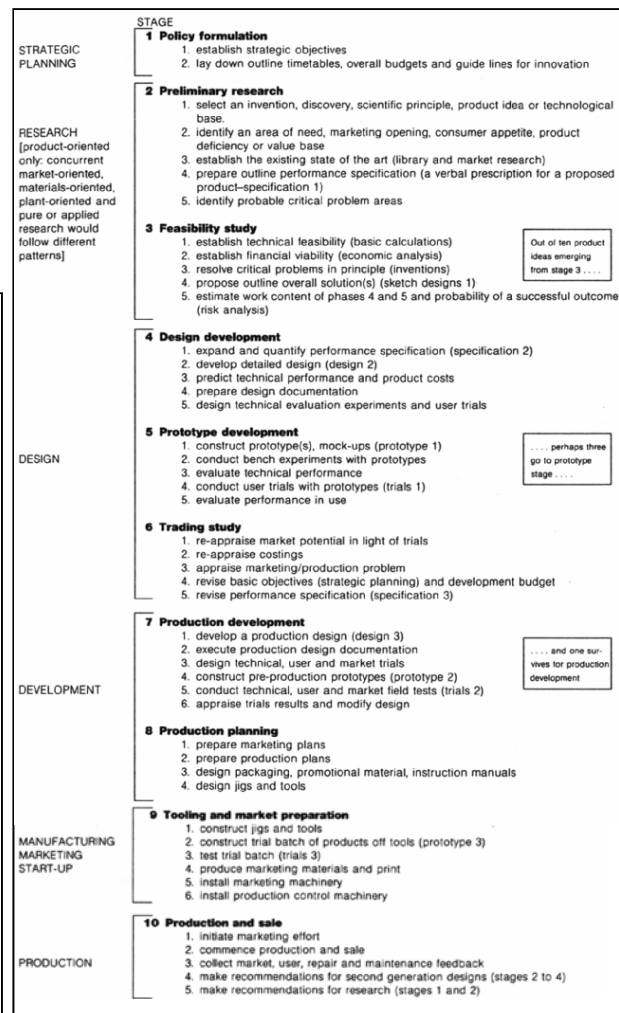 STAGE
STRATEGIC
PLANNING
1 Policy formulation
1. establish strategic objectives
2. lay down outline timetables, overall budgets and guide lines for innovation
RESEARCH
[product-oriented
only: concurrent
market-oriented,
materials-oriented,
plant-oriented and
pure or applied
research would
follow different
patterns]
2 Preliminary research
1. select an invention, discovery, scientific principle, product idea or technological
base.
2. identify an area of need, marketing opening, consumer appetite, product
deficiency or value base
3. establish the existing state of the art (library and market research)
4. prepare outline performance specification (a verbal prescription for a proposed
product–specification 1)
5. identify probable critical problem areas
3 Feasibility study
1. establish technical feasibility (basic calculations)
2. establish financial viability (economic analysis)
3. resolve critical problems in principle (inventions)
4. propose outline overall solution(s) (sketch designs 1)
5. estimate work content of phases 4 and 5 and probability of a successful outcome
(risk analysis)
Out of ten product
ideas emerging
from stage 3 . . . .
DESIGN
4 Design development
1. expand and quantify performance specification (specification 2)
2. develop detailed design (design 2)
3. predict technical performance and product costs
4. prepare design documentation
5. design technical evaluation experiments and user trials
5 Prototype development
1. construct prototype(s), mock-ups (prototype 1)
2. conduct bench experiments with prototypes
3. evaluate technical performance
4. conduct user trials with prototypes (trials 1)
5. evaluate performance in use
. . . . perhaps three
go to prototype
stage . . . .
6 Trading study
1. re-appraise market potential in light of trials
2. re-appraise costings
3. appraise marketing/production problem
4. revise basic objectives (strategic planning) and development budget
5. revise performance specification (specification 3)
DEVELOPMENT
7 Production development
1. develop a production design (design 3)
2. execute production design documentation
3. design technical, user and market trials
4. construct pre-production prototypes (prototype 2)
5. conduct technical, user and market field tests (trials 2)
6. appraise trials results and modify design
. . . . and one sur-
vives for production
development
8 Production planning
1. prepare marketing plans
2. prepare production plans
3. design packaging, promotional material, instruction manuals
4. design jigs and tools
MANUFACTURING
MARKETING
START-UP
9 Tooling and market preparation
1. construct jigs and tools
2. construct trial batch of products off tools (prototype 3)
3. test trial batch (trials 3)
4. produce marketing materials and print
5. install marketing machinery
6. install production control machinery
PRODUCTION
10 Production and sale
1. initiate marketing effort
2. commence production and sale
3. collect market, user, repair and maintenance feedback
4. make recommendations for second generation designs (stages 2 to 4)
5. make recommendations for research (stages 1 and 2)